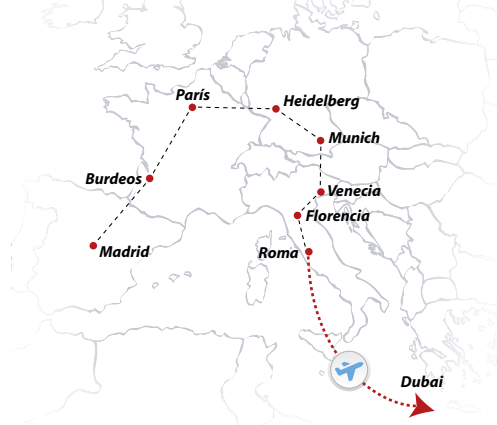 París
Heidelberg
Munich
Burdeos
Venecia
Florencia
Madrid
Roma
Dubai